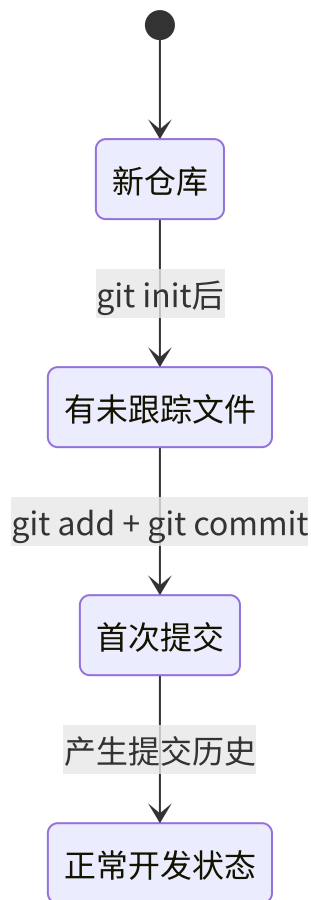 新仓库
git init后
有未跟踪文件
git add + git commit
首次提交
产生提交历史
正常开发状态